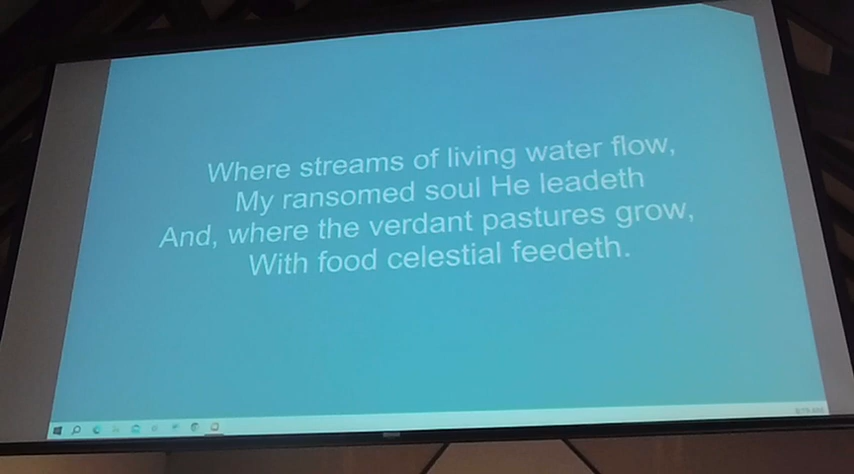 Where streams of living water flow,
My ransomed soul He leadeth
And, where the verdant pastures grow,
With food celestial feedeth.